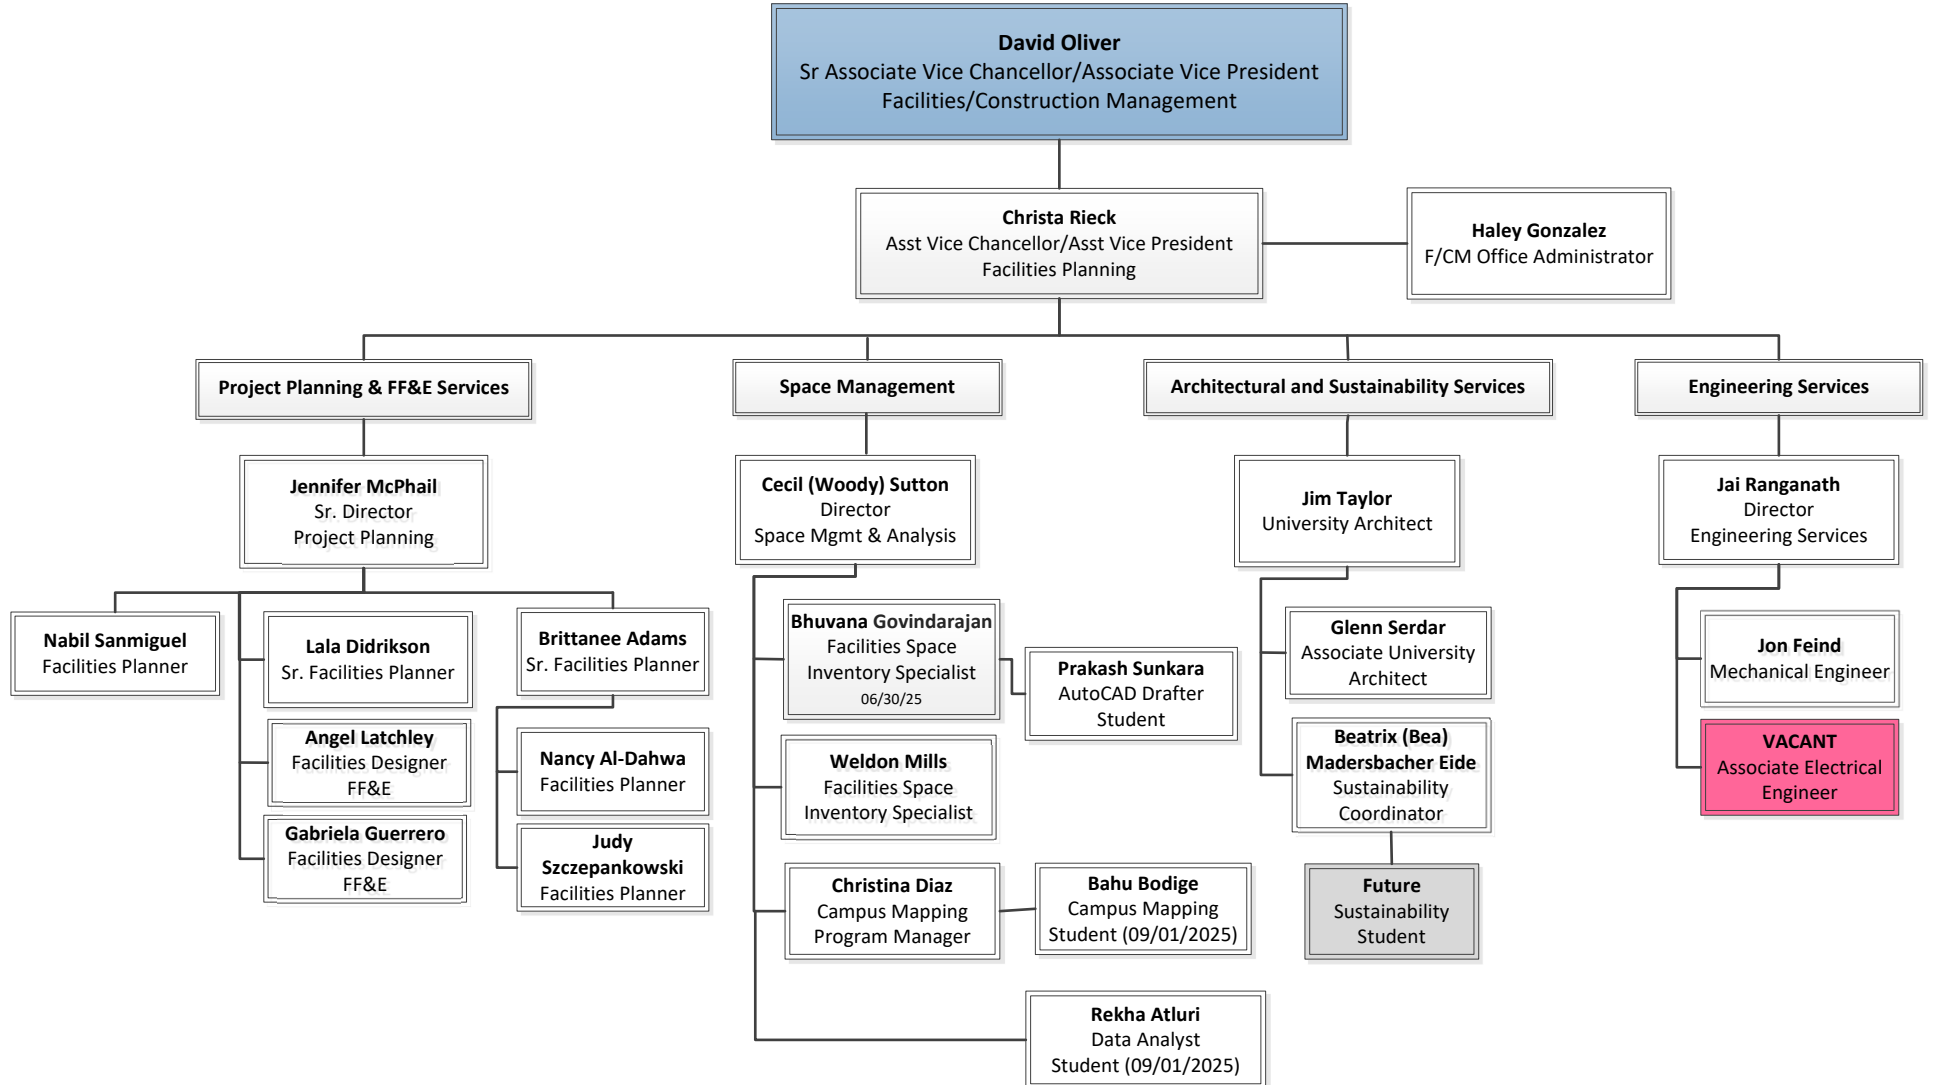 David Oliver
Sr Associate Vice Chancellor/Associate Vice President
Facilities/Construction Management
Christa Rieck
Asst Vice Chancellor/Asst Vice President
Facilities Planning
Haley Gonzalez
F/CM Office Administrator
Project Planning & FF&E Services
Space Management
Architectural and Sustainability Services
Engineering Services
Jennifer McPhail
Sr. Director
Project Planning
Cecil (Woody) Sutton
Director
Space Mgmt & Analysis
Jim Taylor
University Architect
Jai Ranganath
Director
Engineering Services
Nabil Sanmiguel
Facilities Planner
Lala Didrikson
Sr. Facilities Planner
Brittanee Adams
Sr. Facilities Planner
Angel Latchley
Facilities Designer
FF&E
Nancy Al-Dahwa
Facilities Planner
Gabriela Guerrero
Facilities Designer
FF&E
Judy
Szczepankowski
Facilities Planner
Bhuvana Govindarajan
Facilities Space
Inventory Specialist
06/30/25
Prakash Sunkara
AutoCAD Drafter
Student
Weldon Mills
Facilities Space
Inventory Specialist
Christina Diaz
Campus Mapping
Program Manager
Bahu Bodige
Campus Mapping
Student (09/01/2025)
Rekha Atluri
Data Analyst
Student (09/01/2025)
Glenn Serdar
Associate University
Architect
Beatrix (Bea)
Madersbacher Eide
Sustainability
Coordinator
Future
Sustainability
Student
Jon Feind
Mechanical Engineer
VACANT
Associate Electrical
Engineer